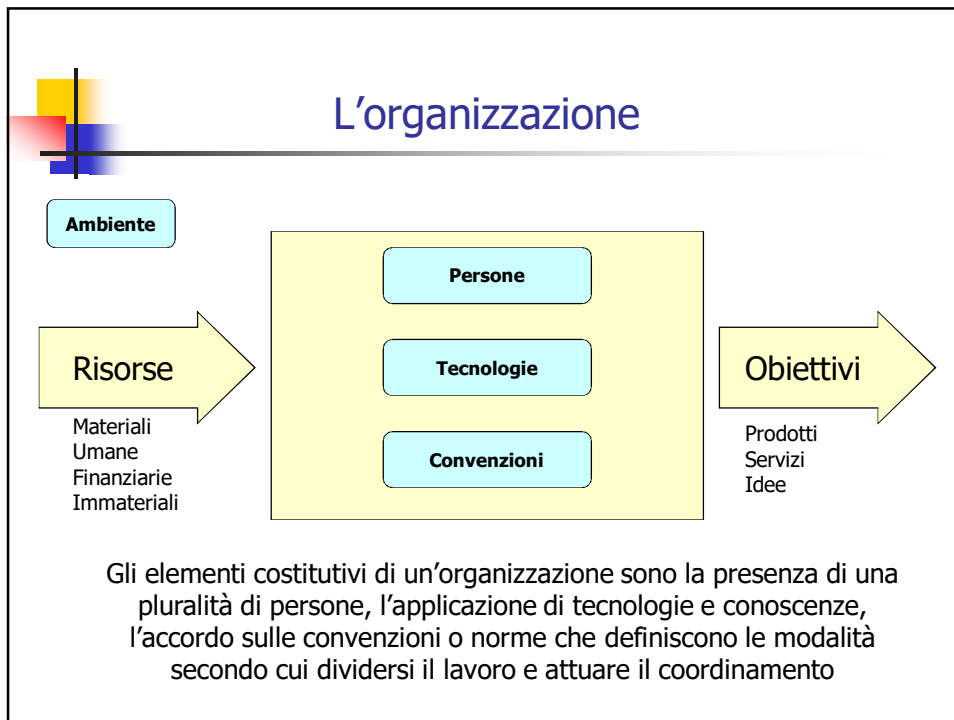 L’organizzazione
Ambiente
Persone
Risorse
Tecnologie
Obiettivi
Materiali
Umane
Finanziarie
Immateriali
Convenzioni
Prodotti
Servizi
Idee
Gli elementi costitutivi di un’organizzazione sono la presenza di una
pluralità di persone, l’applicazione di tecnologie e conoscenze,
l’accordo sulle convenzioni o norme che definiscono le modalità
secondo cui dividersi il lavoro e attuare il coordinamento